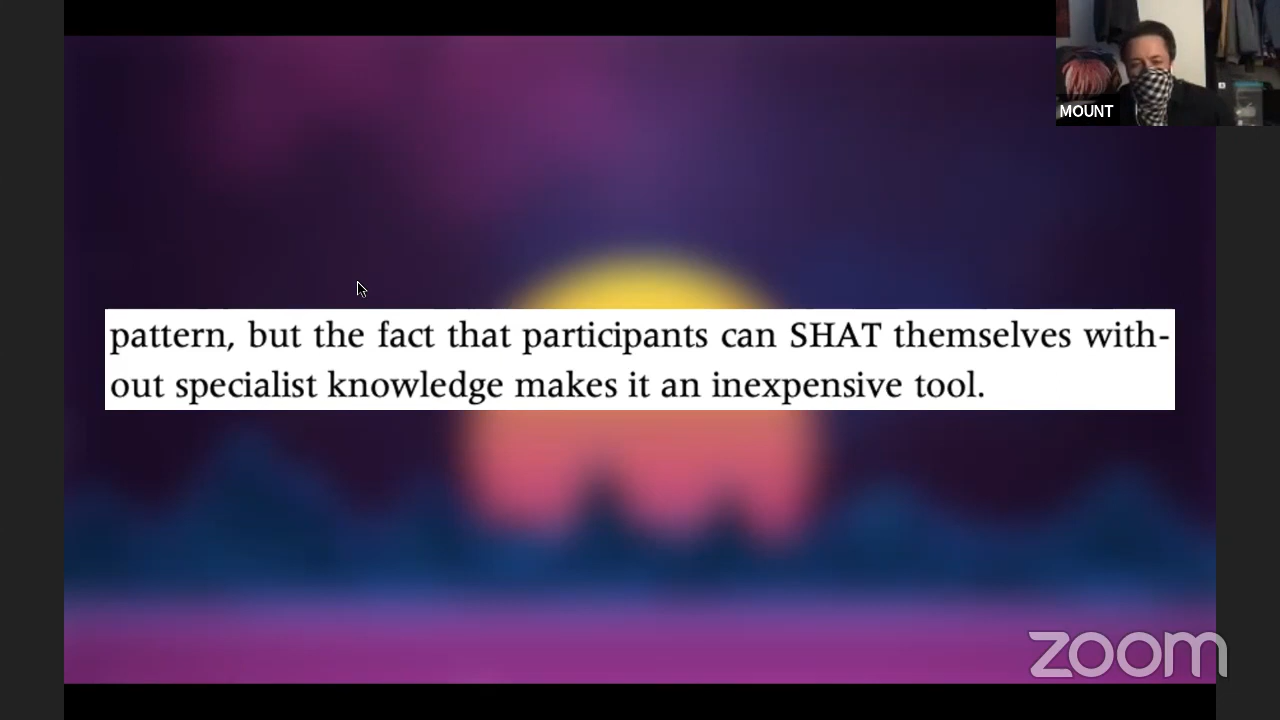 MOUNT
pattern, but the fact that participants can SHAT themselves with-
out specialist knowledge makes it an inexpensive tool.
zoom